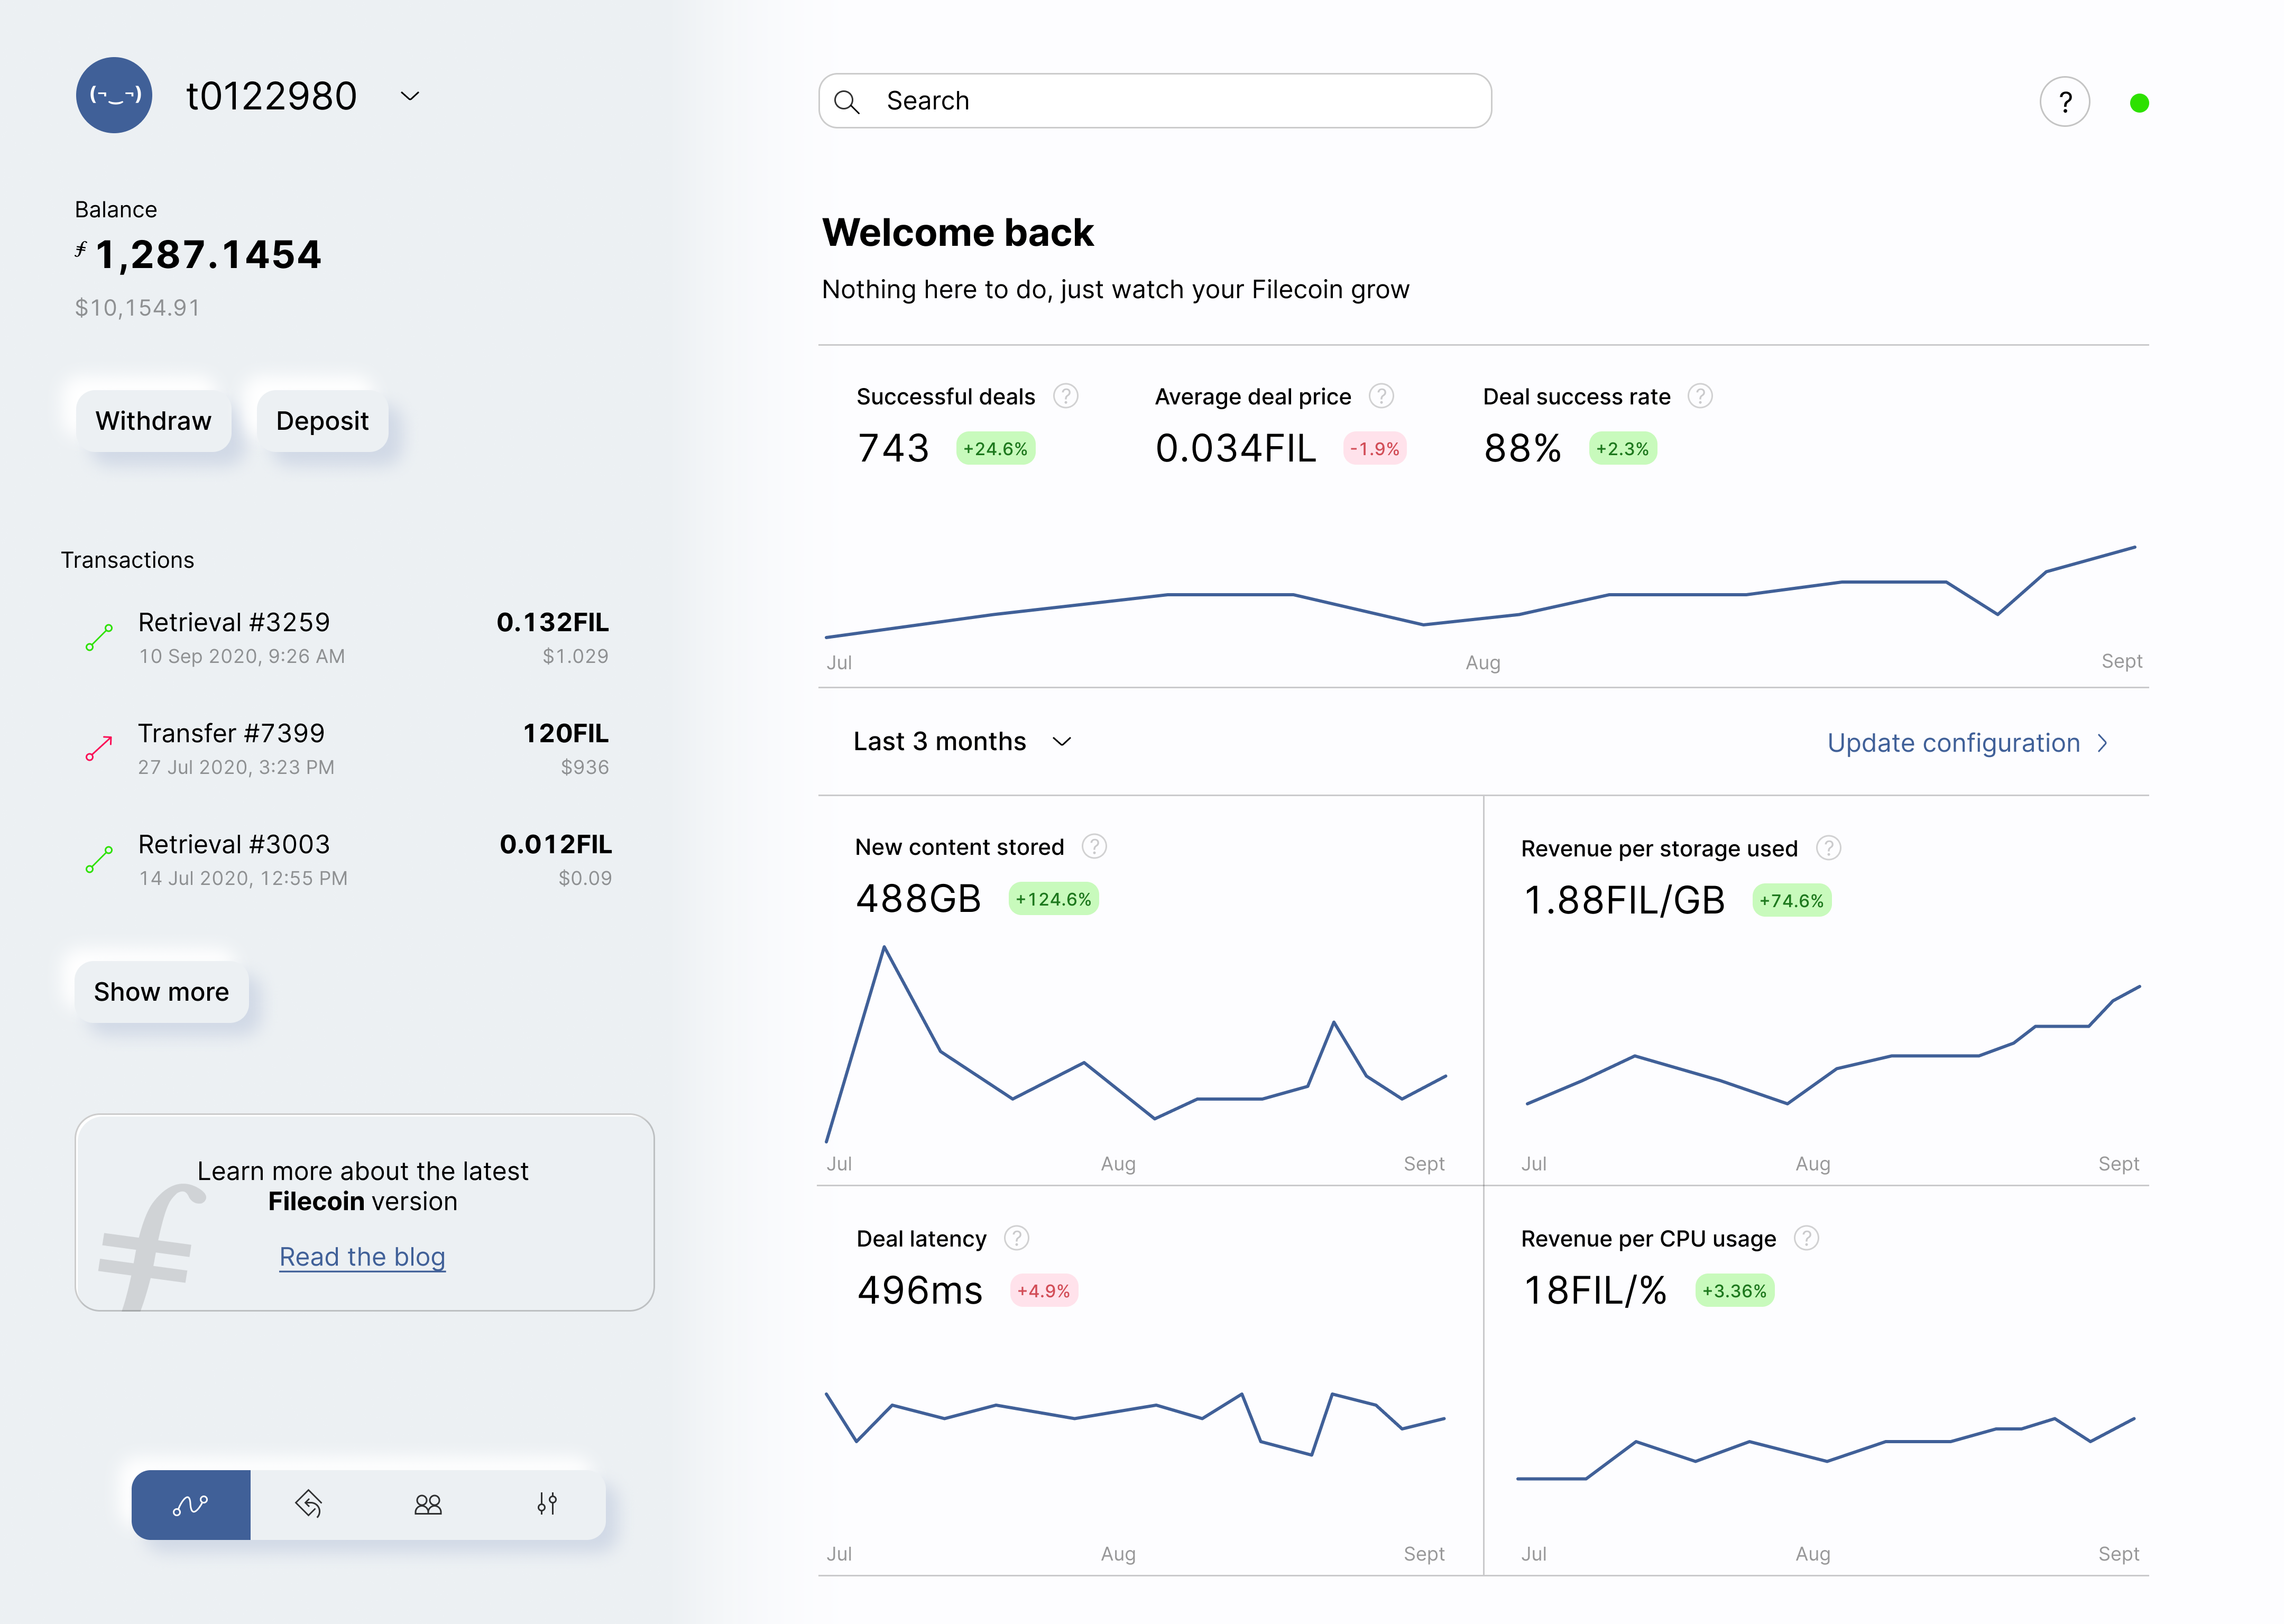 (¬‿¬)
t0122980
Balance
⨎ 1,287.1454
$10,154.91
Withdraw
Deposit
Transactions
Retrieval #3259
0.132FIL
10 Sep 2020, 9:26 AM
$1.029
Transfer #7399
120FIL
27 Jul 2020, 3:23 PM
$936
Retrieval #3003
0.012FIL
14 Jul 2020, 12:55 PM
$0.09
Show more
Learn more about the latest
Filecoin version
Read the blog
Search
?
Welcome back
Nothing here to do, just watch your Filecoin grow
Successful deals ?
743 +24.6%
Average deal price ?
0.034FIL -1.9%
Deal success rate ?
88% +2.3%
Jul Aug Sept
Last 3 months
Update configuration
New content stored ?
488GB +124.6%
Jul Aug Sept
Revenue per storage used ?
1.88FIL/GB +74.6%
Jul Aug Sept
Deal latency ?
496ms +4.9%
Jul Aug Sept
Revenue per CPU usage ?
18FIL/% +3.36%
Jul Aug Sept